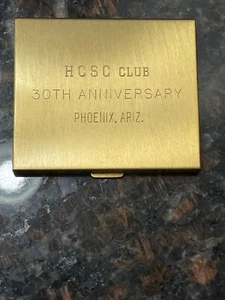 HCSC CLUB
30TH ANNIVERSARY
PHOENIX, ARIZ.